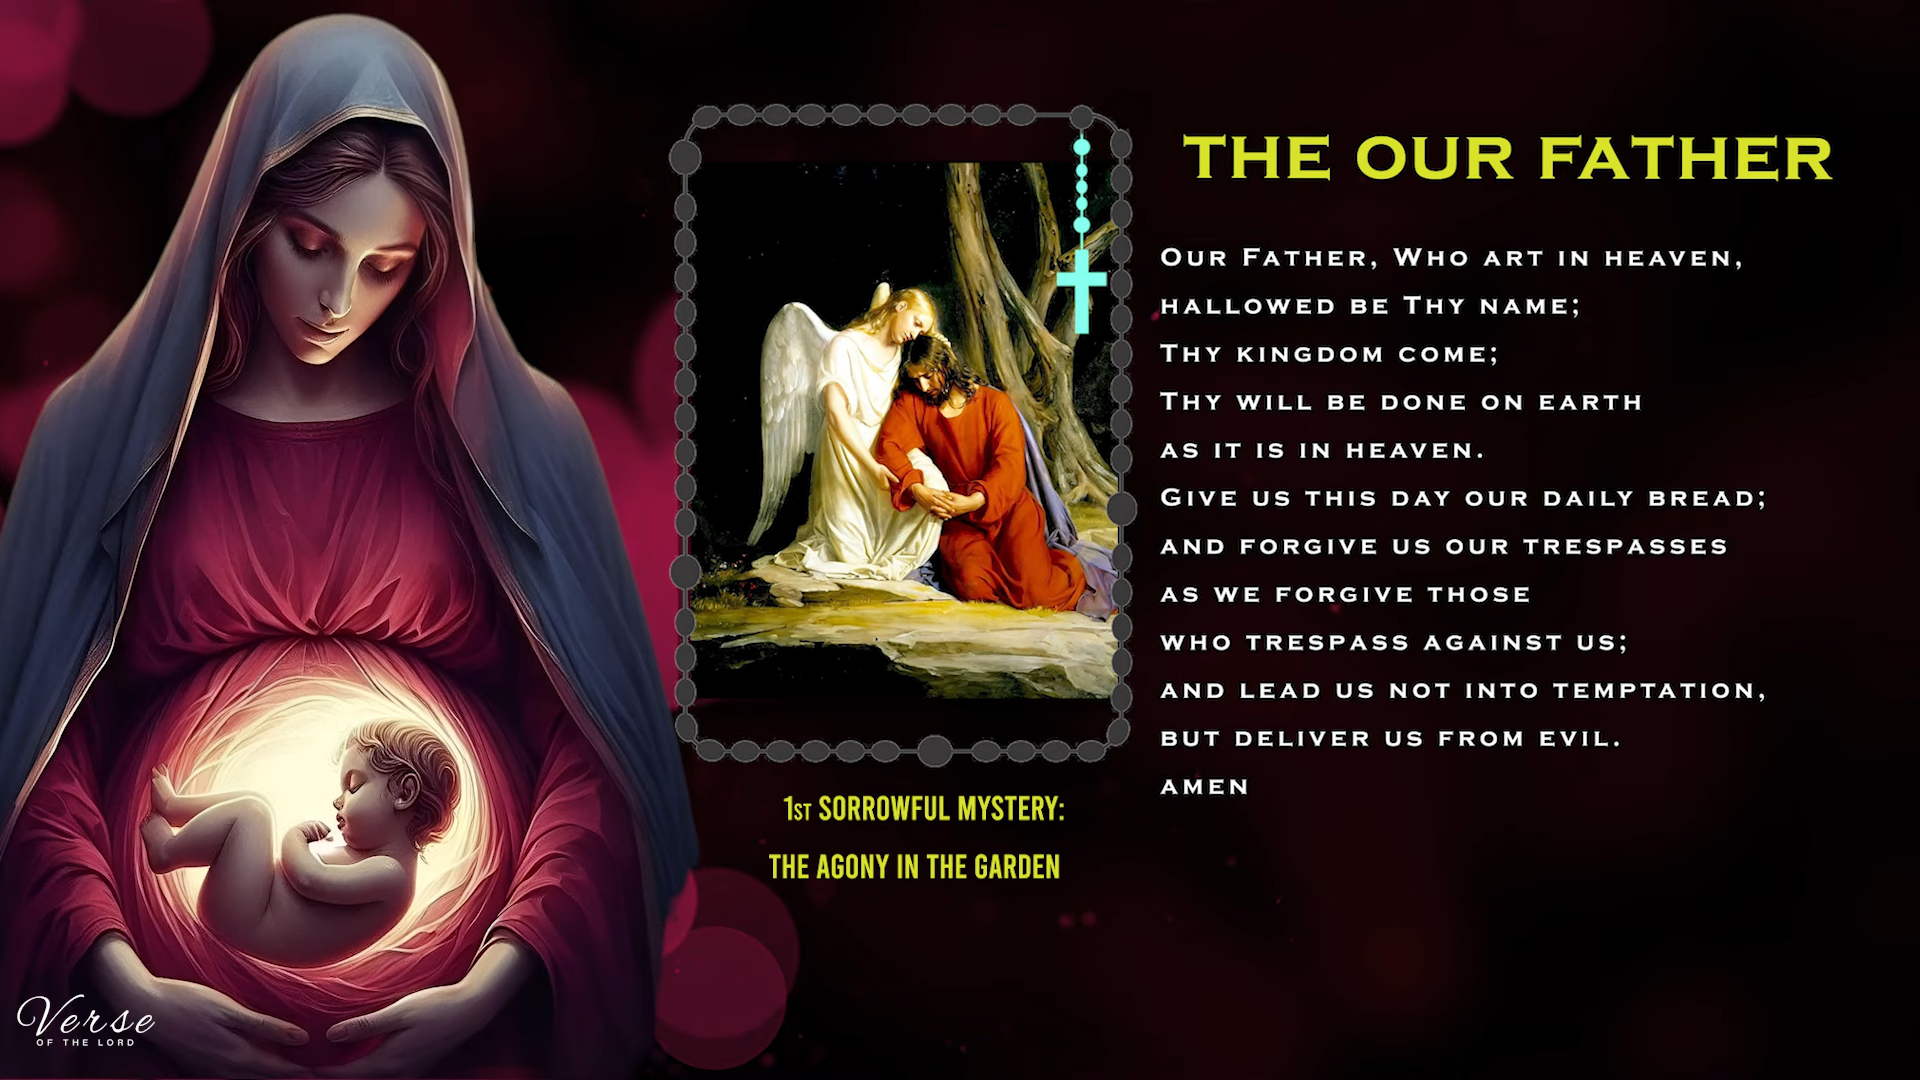 THE OUR FATHER
Our Father, Who art in heaven,
hallowed be Thy name;
Thy kingdom come;
Thy will be done on earth
as it is in heaven.
Give us this day our daily bread;
and forgive us our trespasses
as we forgive those
who trespass against us;
and lead us not into temptation,
but deliver us from evil.
amen
1st SORROWFUL MYSTERY:
THE AGONY IN THE GARDEN
Verse
OF THE LORD